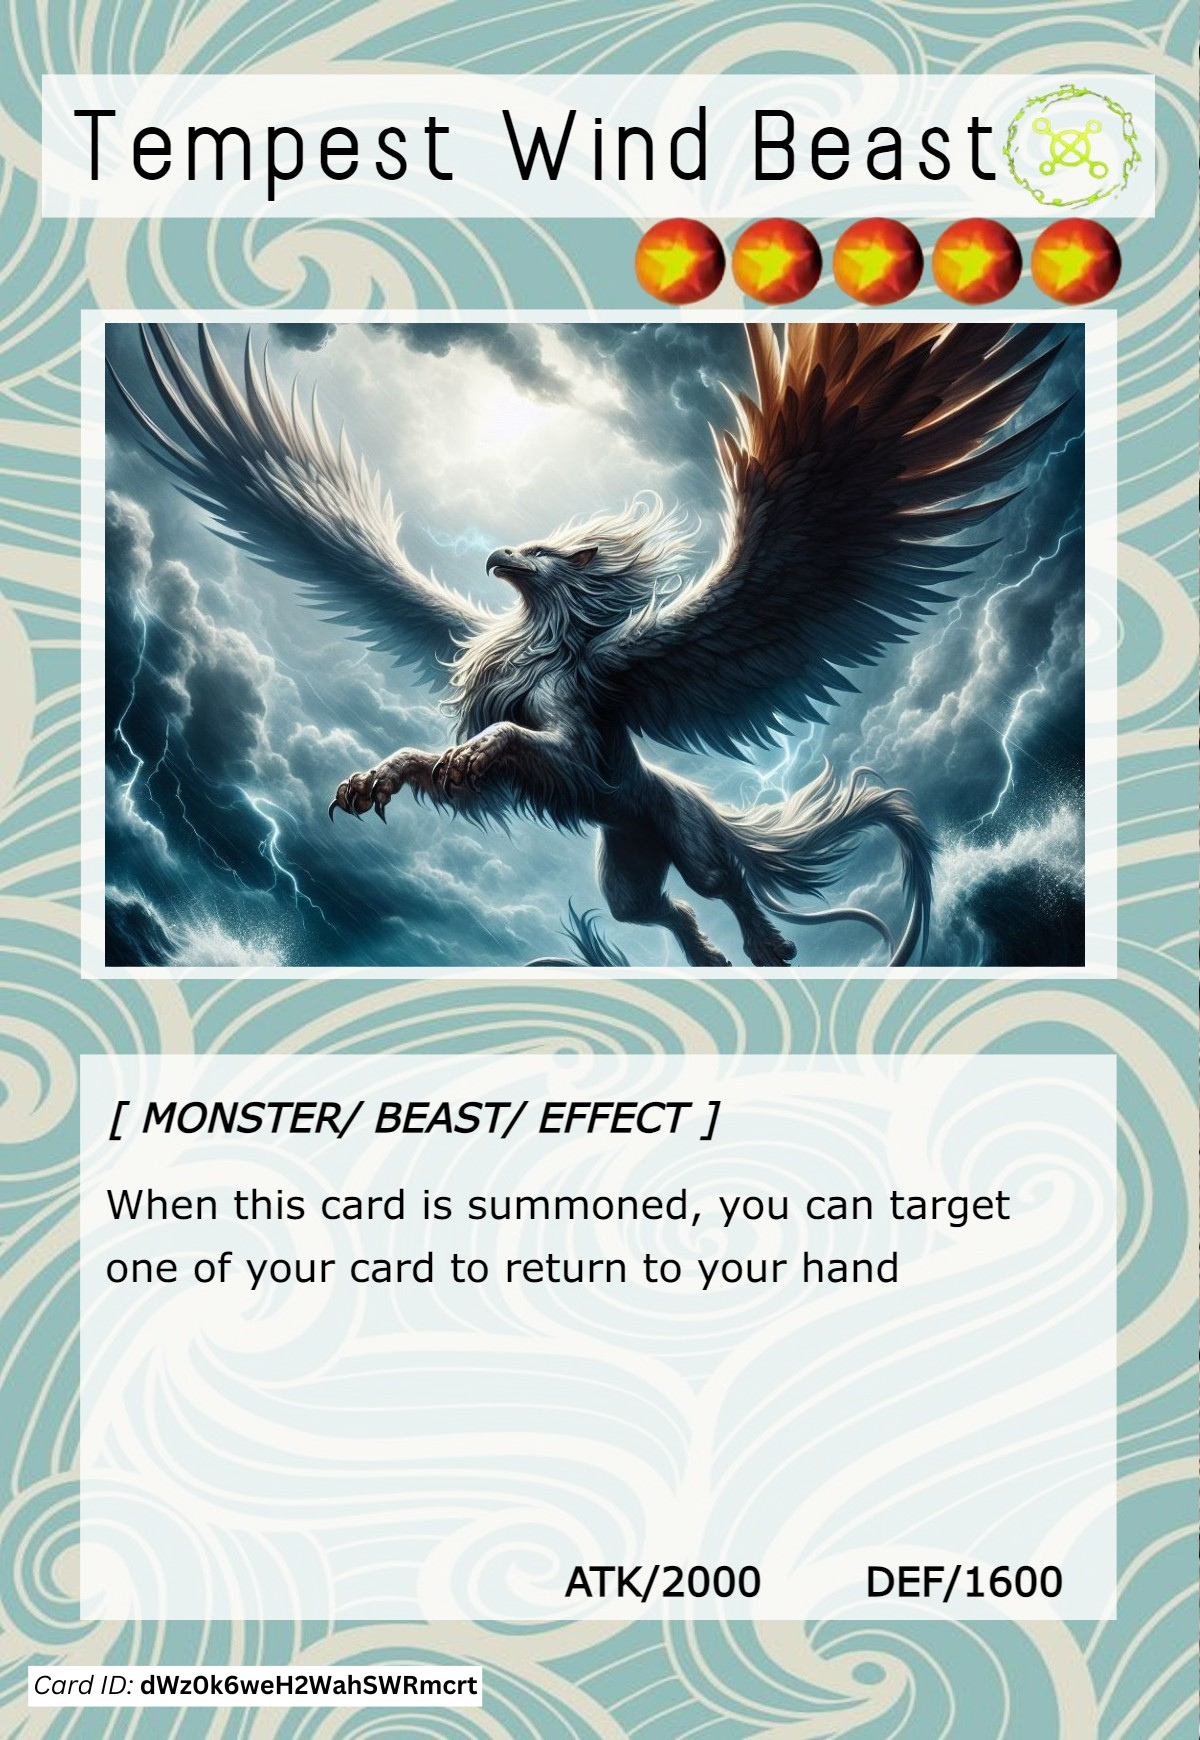 Tempest Wind Beast
[ MONSTER/ BEAST/ EFFECT ]
When this card is summoned, you can target
one of your card to return to your hand
ATK/2000 DEF/1600
Card ID: dWz0k6weH2WahSWRmcrt